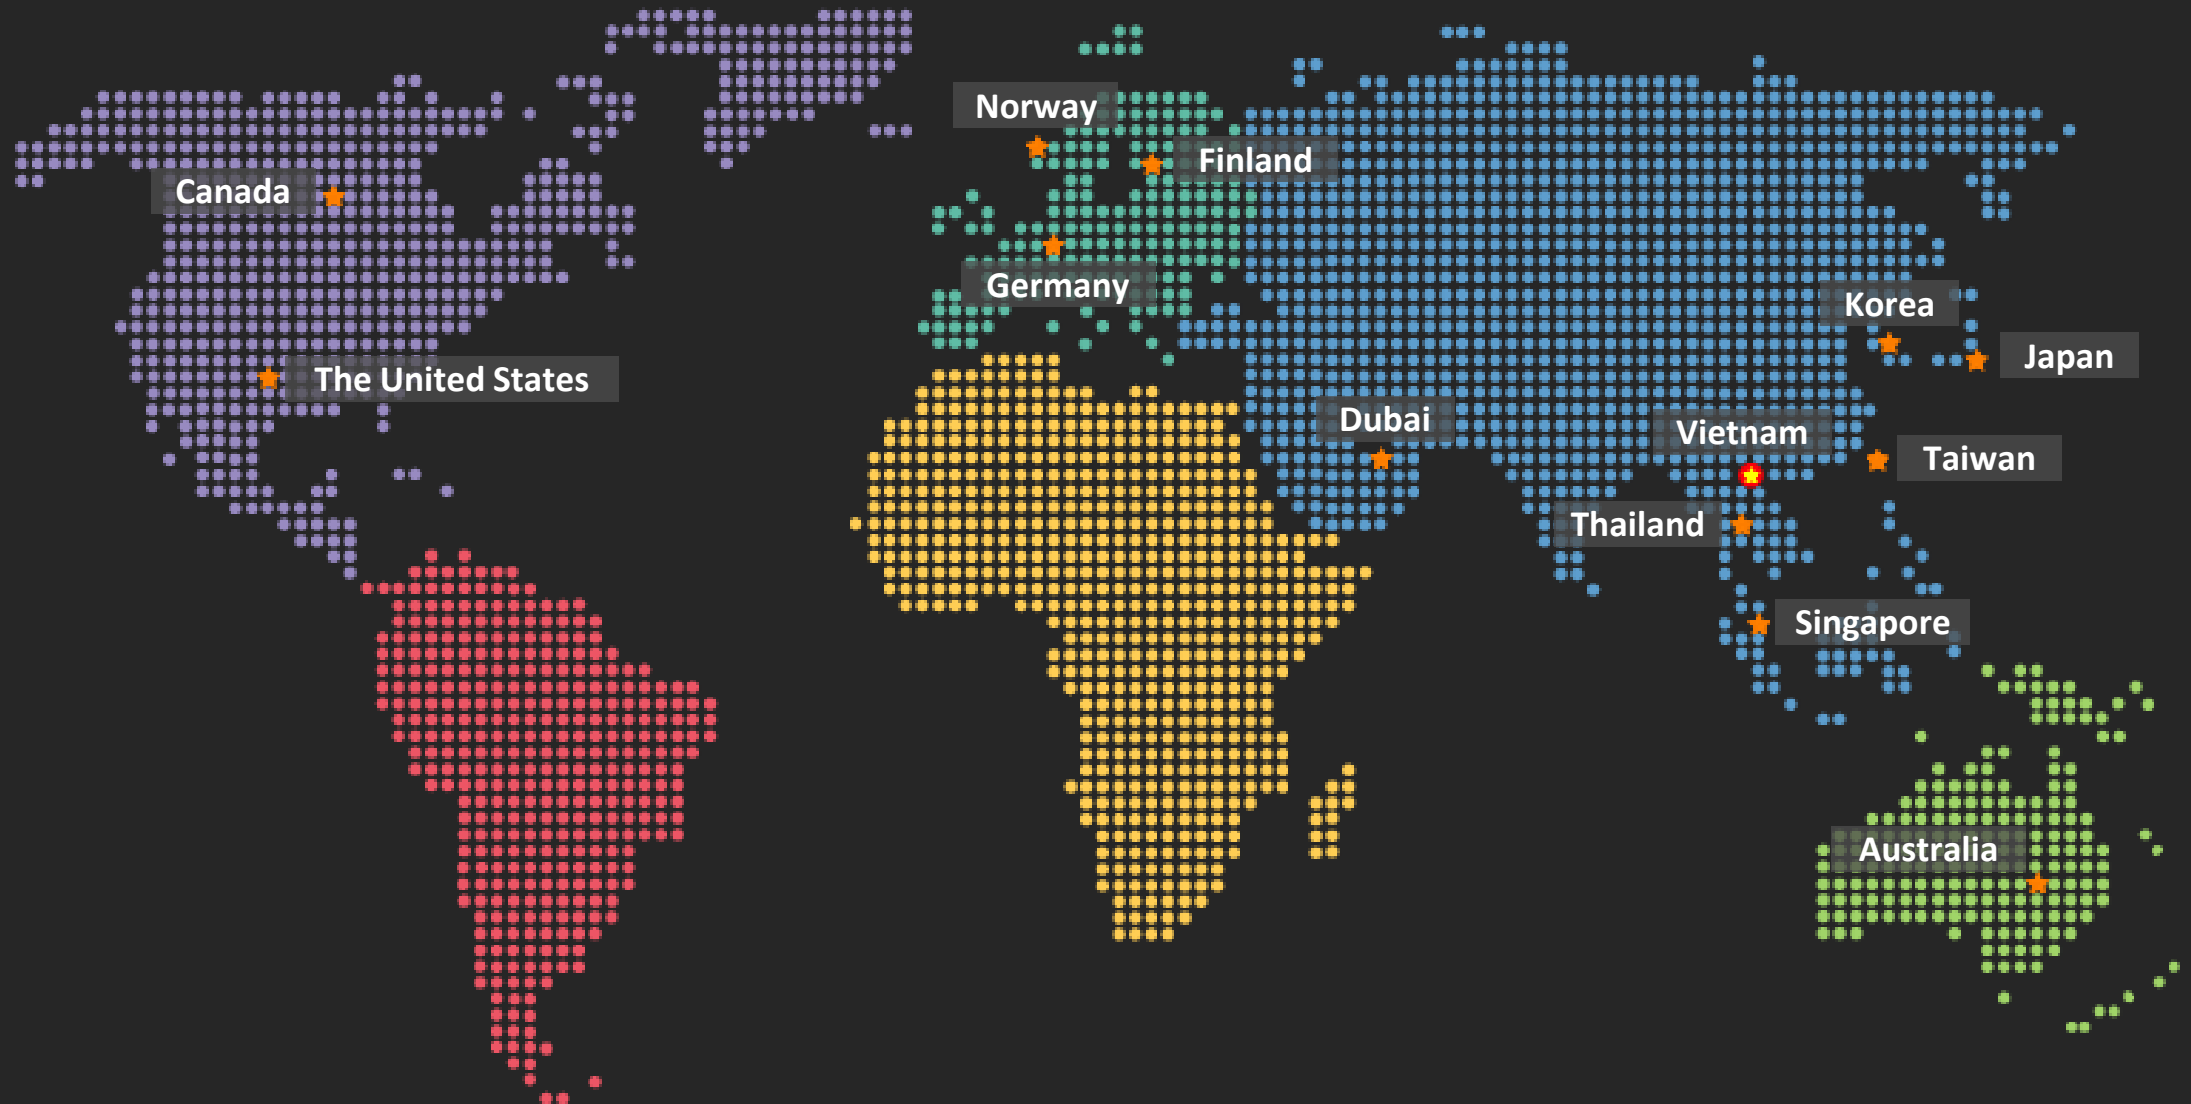 Norway
Finland
Canada
Germany
Korea
Japan
The United States
Dubai
Vietnam
Taiwan
Thailand
Singapore
Australia